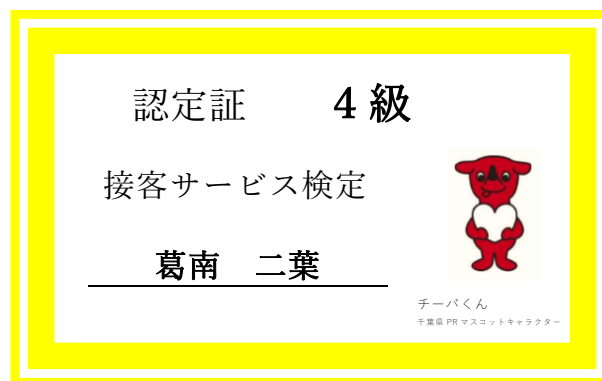 認定証　４級
接客サービス検定
葛南　二葉
チーバくん
千葉県 PR マスコットキャラクター